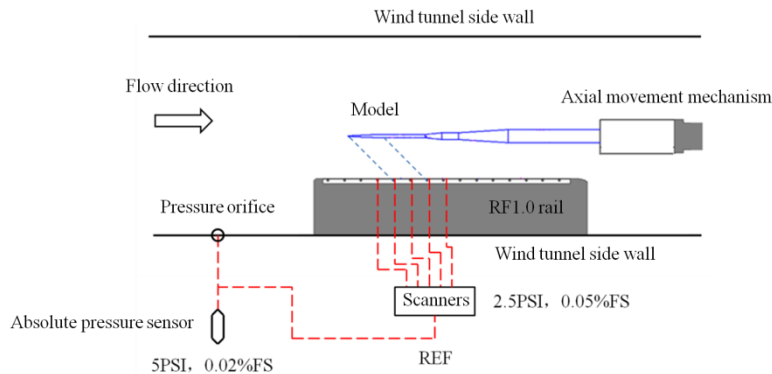 Wind tunnel side wall
Flow direction
Model
Axial movement mechanism
Pressure orifice
RF1.0 rail
Wind tunnel side wall
Scanners
2.5PSI，0.05%FS
Absolute pressure sensor
5PSI，0.02%FS
REF